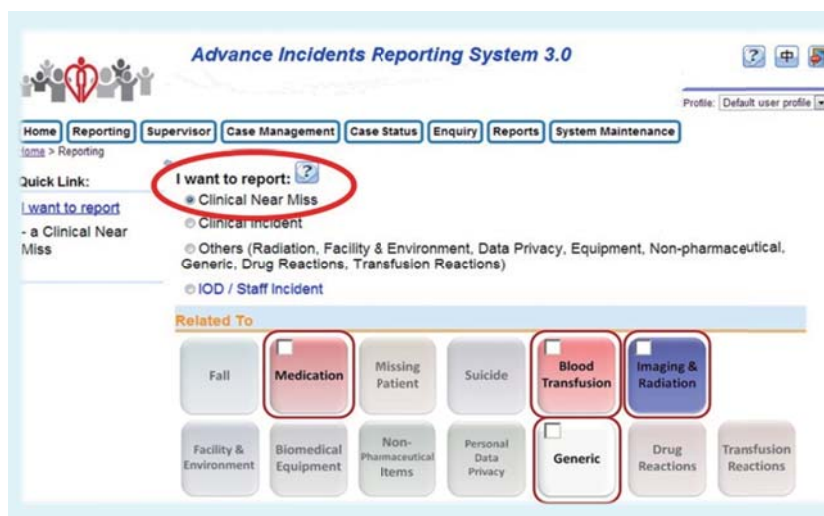 Advance Incidents Reporting System 3.0
? 中
Profile: Default user profile
Home Reporting Supervisor Case Management Case Status Enquiry Reports System Maintenance
Home > Reporting
Quick Link:
I want to report
- a Clinical Near
Miss
I want to report: ?
Clinical Near Miss
Clinical Incident
Others (Radiation, Facility & Environment, Data Privacy, Equipment, Non-pharmaceutical,
Generic, Drug Reactions, Transfusion Reactions)
IOD / Staff Incident
Related To
Fall
Medication
Missing
Patient
Suicide
Blood
Transfusion
Imaging &
Radiation
Facility &
Environment
Biomedical
Equipment
Non-
Pharmaceutical
Items
Personal
Data
Privacy
Generic
Drug
Reactions
Transfusion
Reactions